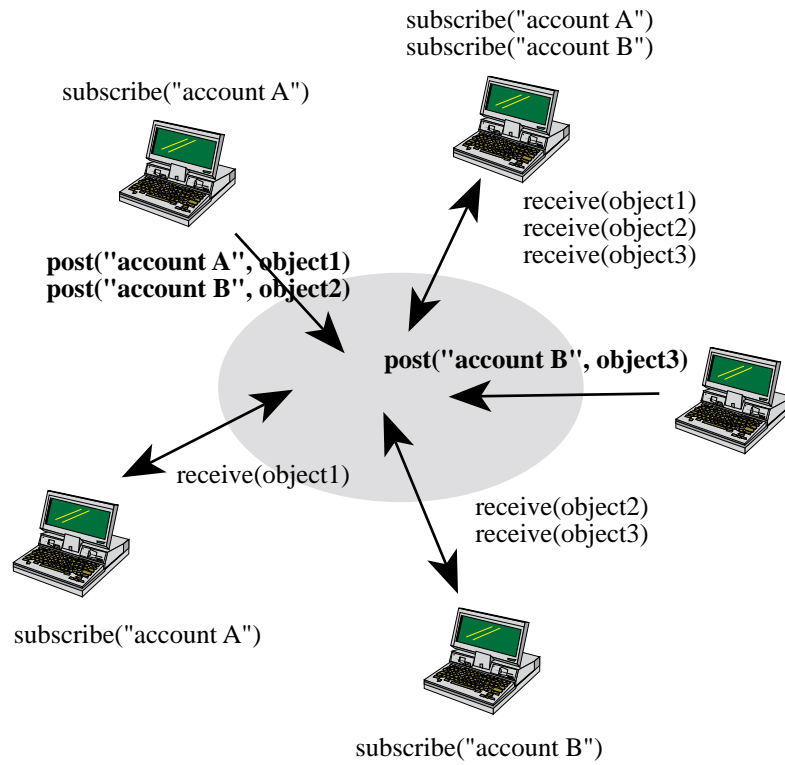 subscribe("account A")
subscribe("account B")
subscribe("account A")
receive(object1)
receive(object2)
receive(object3)
post("account A", object1)
post("account B", object2)
post("account B", object3)
receive(object1)
receive(object2)
receive(object3)
subscribe("account A")
subscribe("account B")